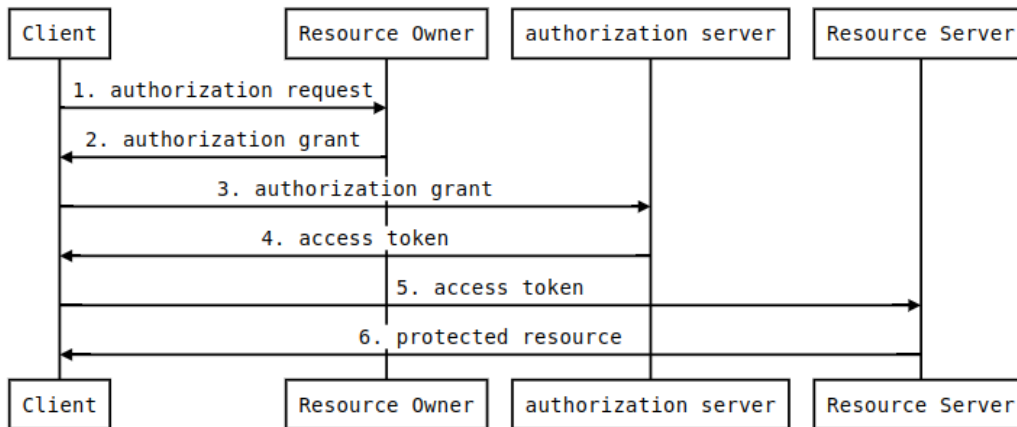 Client Resource Owner authorization server Resource Server
1. authorization request
2. authorization grant
3. authorization grant
4. access token
5. access token
6. protected resource
Client Resource Owner authorization server Resource Server